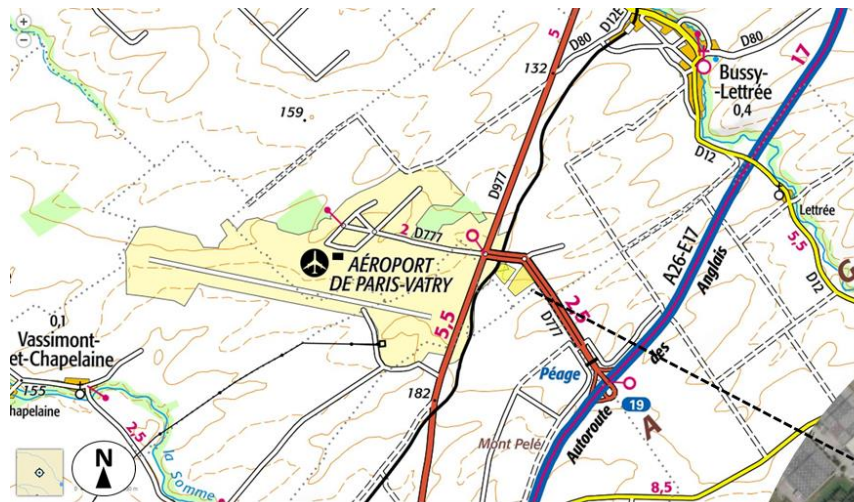 5
D12E
D80
D80
132
17
Bussy-
-Lettrée
0,4
159
D977
D12
Lettrée
A26-E17
5,5
2
D777
D12
AÉROPORT
DE PARIS-VATRY
Anglais
2,5
5,5
D777
0,1
Vassimont-
-et-Chapelaine
des
Péage
155
182
hapelaine
19
A
2,5
Autoroute
Mont Pelé
N
la Somme
8,5